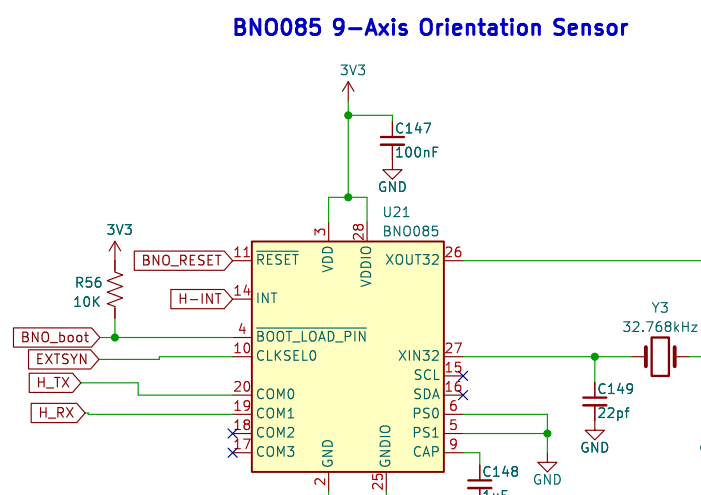 BNO085 9-Axis Orientation Sensor
3V3
C147
100nF
GND
U21
BNO085
3
28
VDD
VDDIO
BNO_RESET
11
RESET
XOUT32
26
3V3
R56
10K
H-INT
14
INT
Y3
32.768kHz
BNO_boot
4
BOOT_LOAD_PIN
EXTSYN
10
CLKSEL0
XIN32
27
SCL
15
H_TX
20
COM0
SDA
16
C149
22pf
H_RX
19
COM1
PS0
6
18
COM2
PS1
5
GND
17
COM3
CAP
9
GND
GNDIO
2
25
C148
1uF
GND